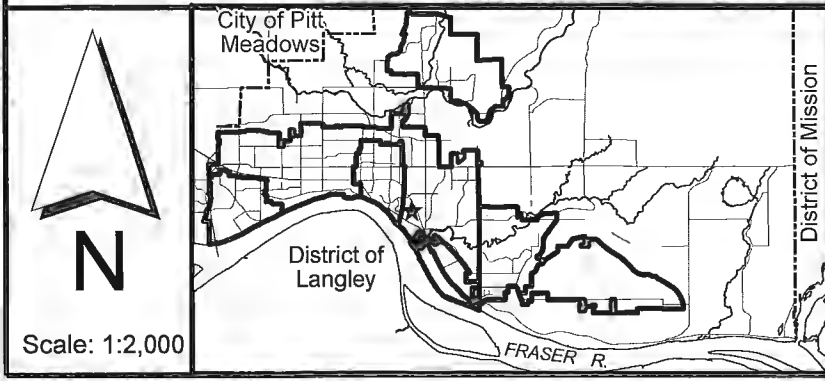 City of Pitt
Meadows
District of Mission
District of
Langley
N
Scale: 1:2,000
FRASER R.